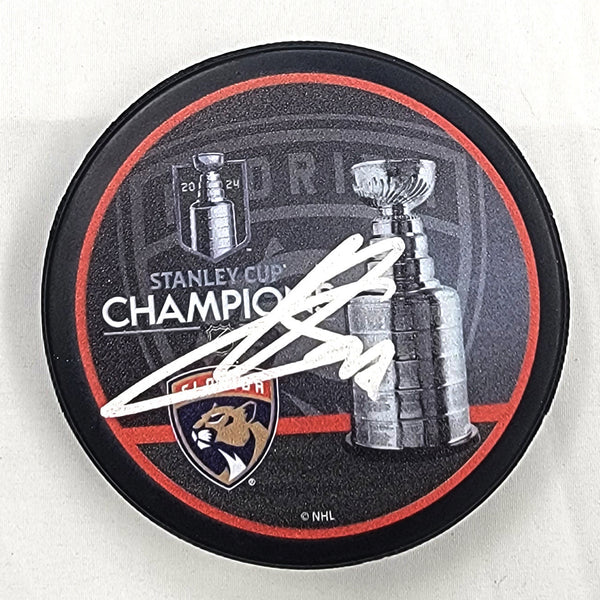 20 24
STANLEY CUP
CHAMPIONS
FLORIDA
© NHL